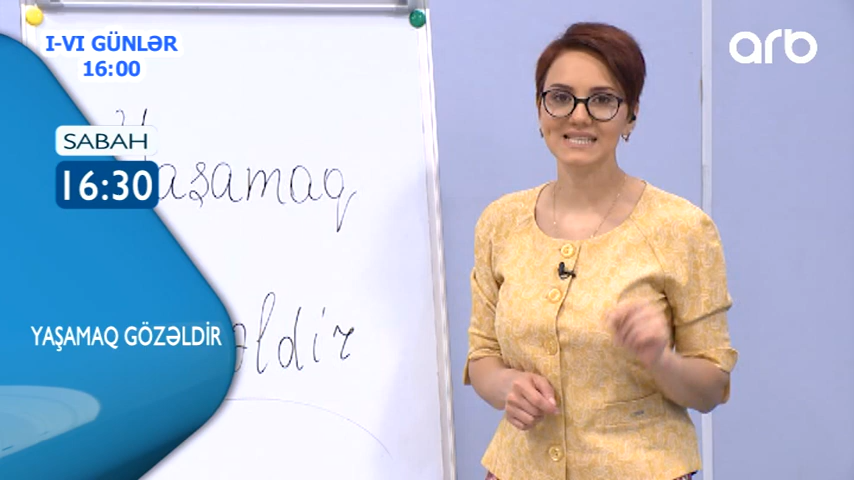 I-VI GÜNLƏR
16:00
arb
SABAH
16:30
aşamaq
YAŞAMAQ GÖZƏLDİR
əldir